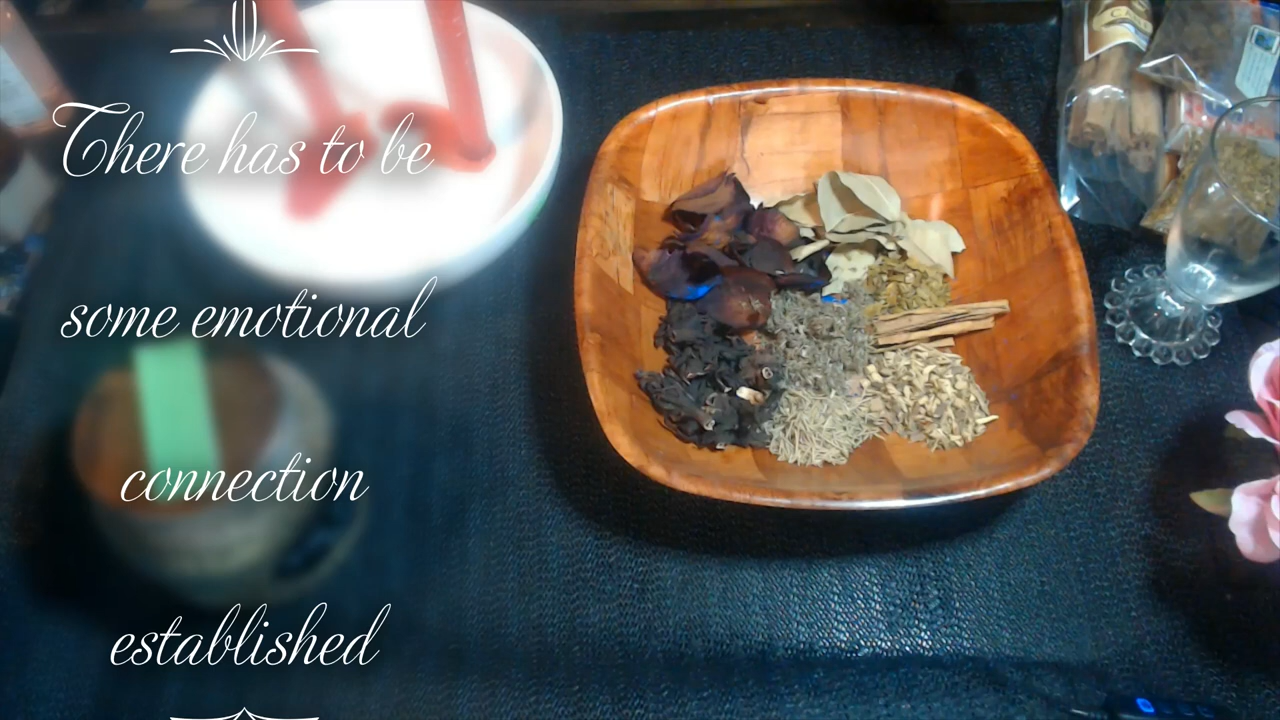 There has to be
some emotional
connection
established